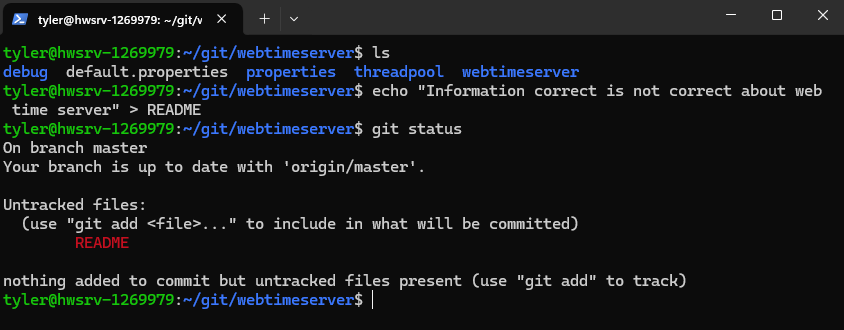 tyler@hwsrv-1269979: ~/git/v
tyler@hwsrv-1269979:~/git/webtimeserver$ ls
debug  default.properties  properties  threadpool  webtimeserver
tyler@hwsrv-1269979:~/git/webtimeserver$ echo "Information correct is not correct about web
 time server" > README
tyler@hwsrv-1269979:~/git/webtimeserver$ git status
On branch master
Your branch is up to date with 'origin/master'.
Untracked files:
  (use "git add <file>..." to include in what will be committed)
        README
nothing added to commit but untracked files present (use "git add" to track)
tyler@hwsrv-1269979:~/git/webtimeserver$